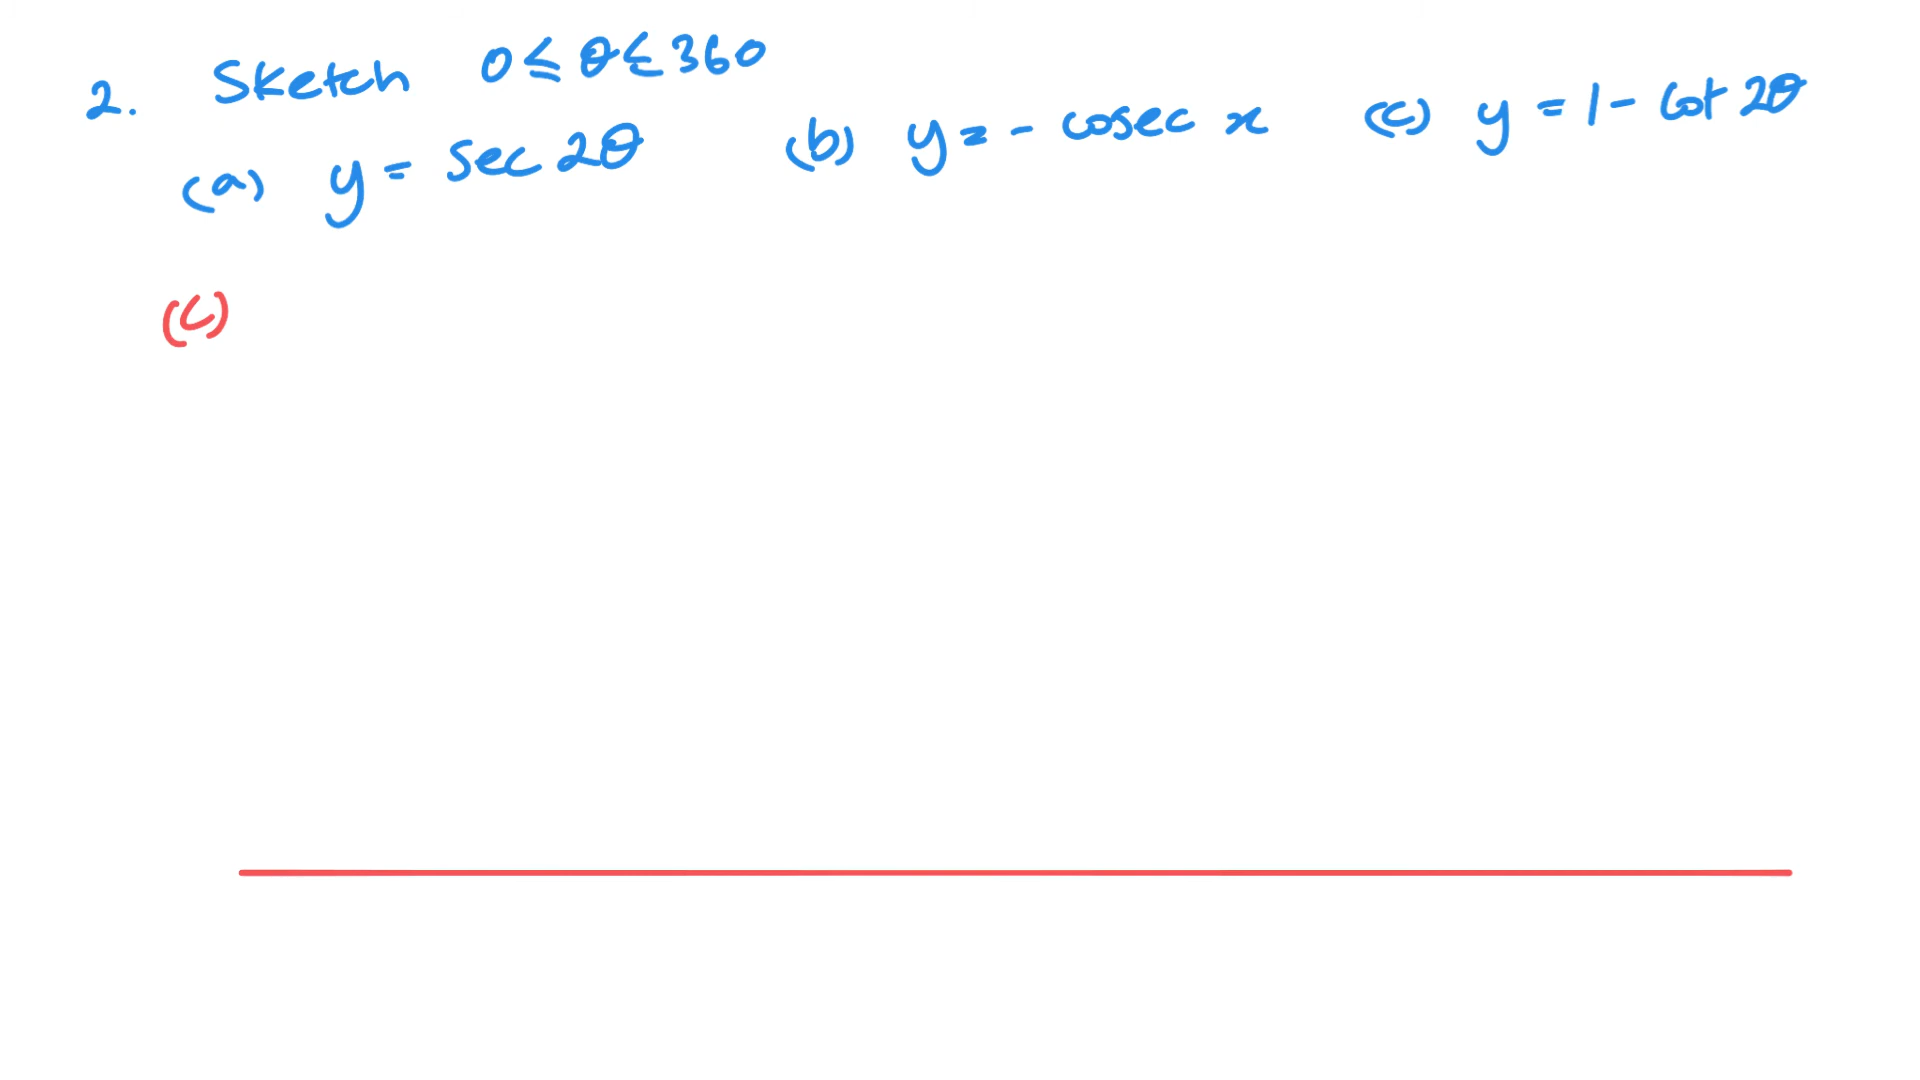 2. Sketch 0 ≤ θ ≤ 360
(a) y = sec 2θ (b) y = - cosec x (c) y = 1 - cot 2θ
(c)